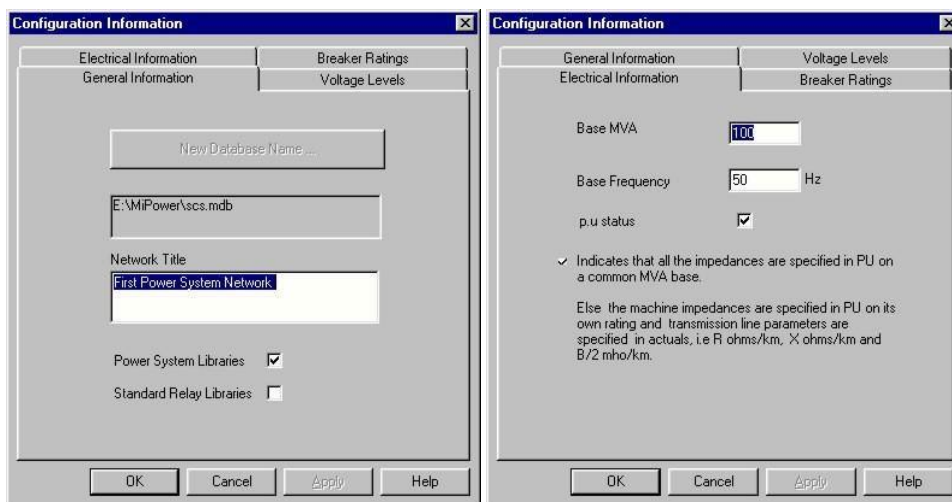 Configuration Information
Electrical Information
Breaker Ratings
General Information
Voltage Levels
New Database Name ...
E:\MiPower\scs.mdb
Network Title
First Power System Network
Power System Libraries
Standard Relay Libraries
OK
Cancel
Apply
Help
Configuration Information
General Information
Voltage Levels
Electrical Information
Breaker Ratings
Base MVA
100
Base Frequency
50
Hz
p.u status
Indicates that all the impedances are specified in PU on
a common MVA base.
Else the machine impedances are specified in PU on its
own rating and transmission line parameters are
specified in actuals, i.e R ohms/km, X ohms/km and
B/2 mho/km.
OK
Cancel
Apply
Help